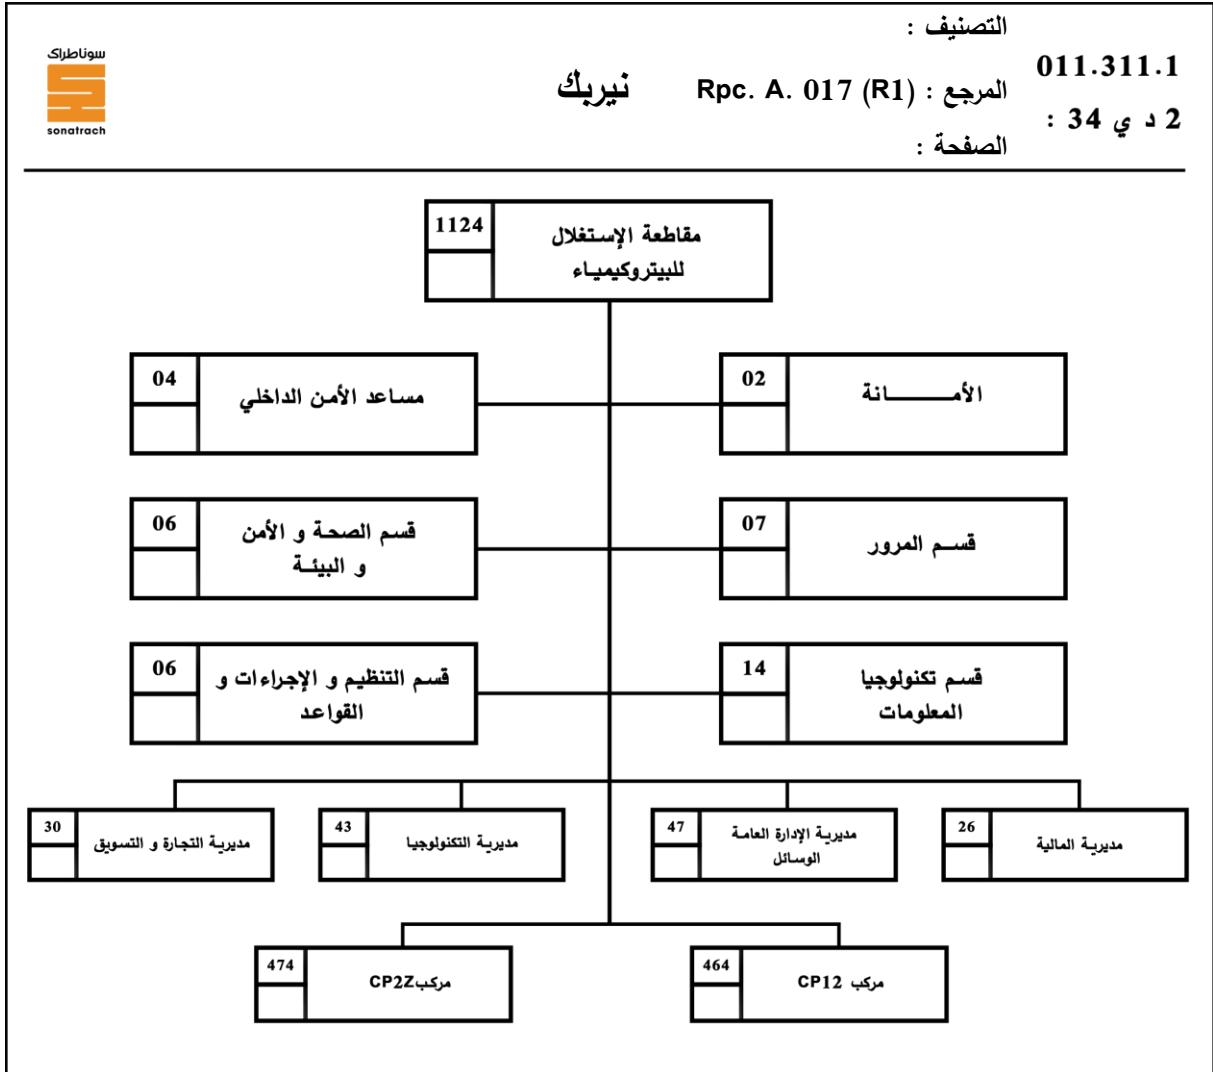 سوناطراك
sonatrach
التصنيف :
011.311.1
المرجع : Rpc. A. 017 (R1)
نيربك
2 د ي 34 :
الصفحة :
1124
مقاطعة الإستغلال
للبيتروكيمياء
02
الأمــــــانة
04
مساعد الأمن الداخلي
07
قســم المرور
06
قسم الصحة و الأمن
و البيئــة
14
قسم تكنولوجيا
المعلومات
06
قسم التنظيم و الإجراءات و
القواعد
26
مديرية المالية
47
مديرية الإدارة العامة
الوسائل
43
مديرية التكنولوجيا
30
مديرية التجارة و التسويق
464
مركب CP12
474
مركبCP2Z